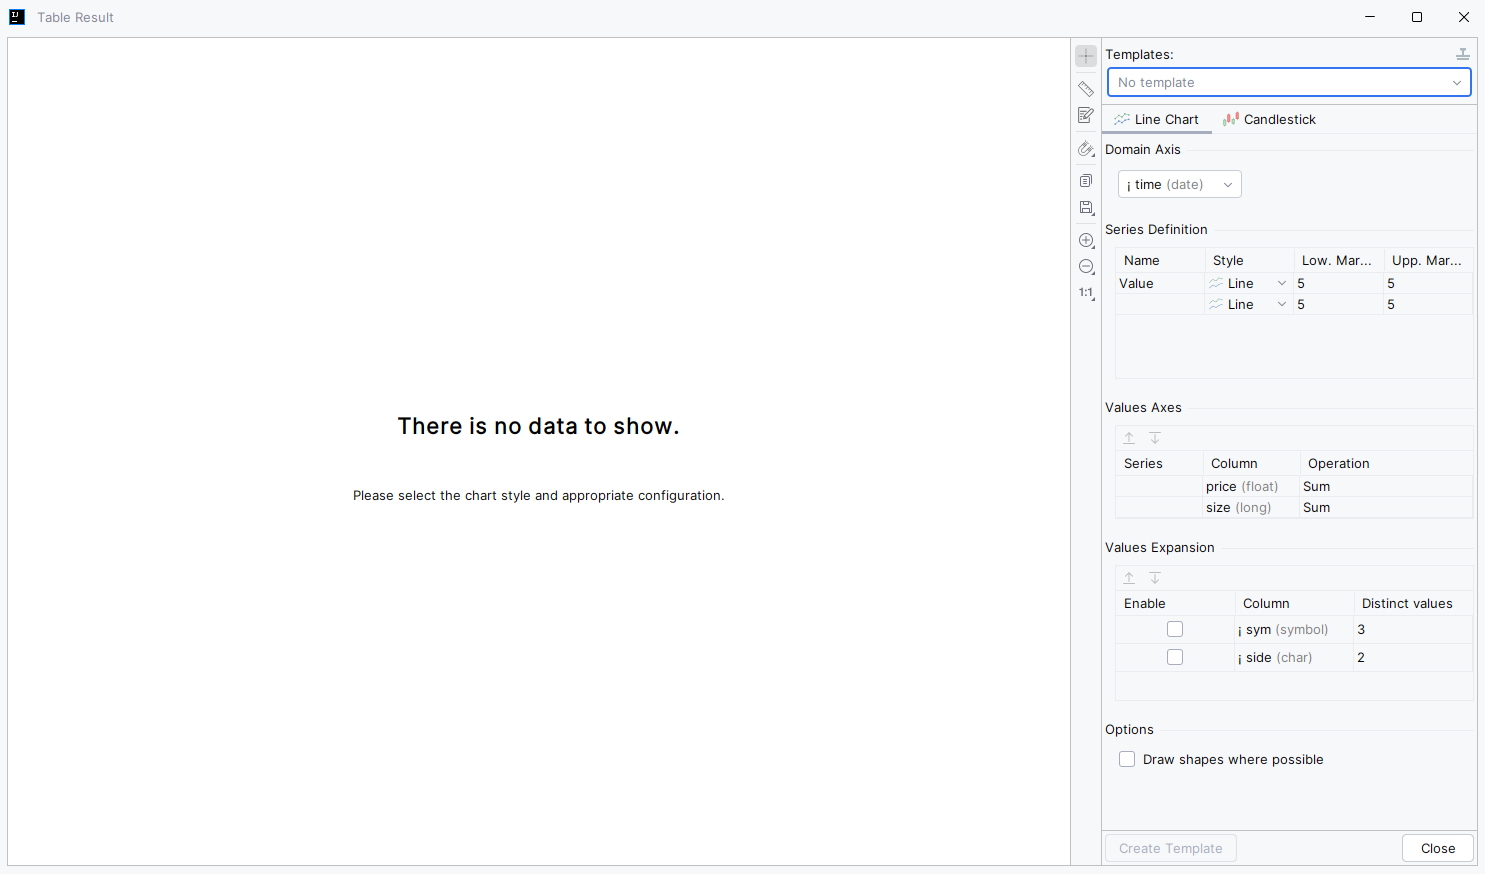 Table Result
There is no data to show.
Please select the chart style and appropriate configuration.
1:1
Templates:
No template
Line Chart Candlestick
Domain Axis
¡ time (date)
Series Definition
Name Style Low. Mar... Upp. Mar...
Value Line 5 5
Line 5 5
Values Axes
Series Column Operation
price (float) Sum
size (long) Sum
Values Expansion
Enable Column Distinct values
¡ sym (symbol) 3
¡ side (char) 2
Options
Draw shapes where possible
Create Template Close